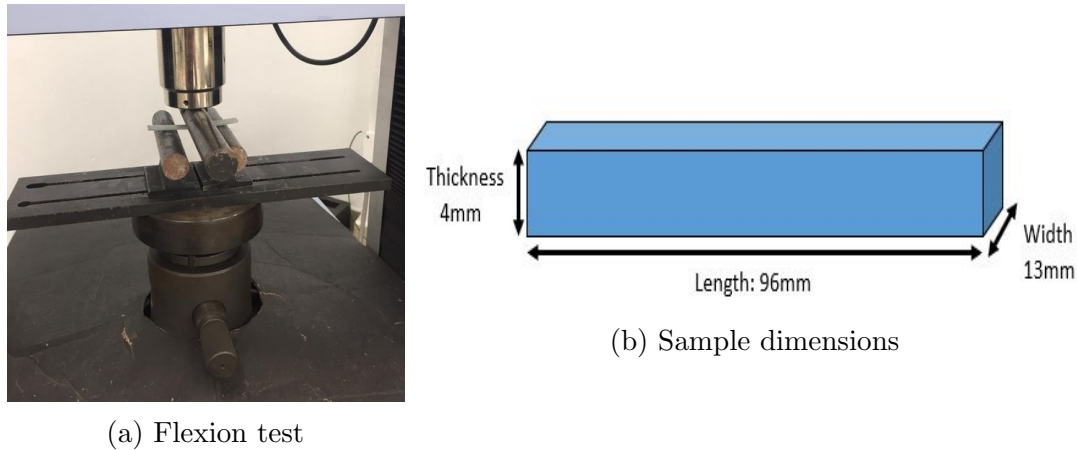 Thickness
4mm
Width
13mm
Length: 96mm
(b) Sample dimensions
(a) Flexion test